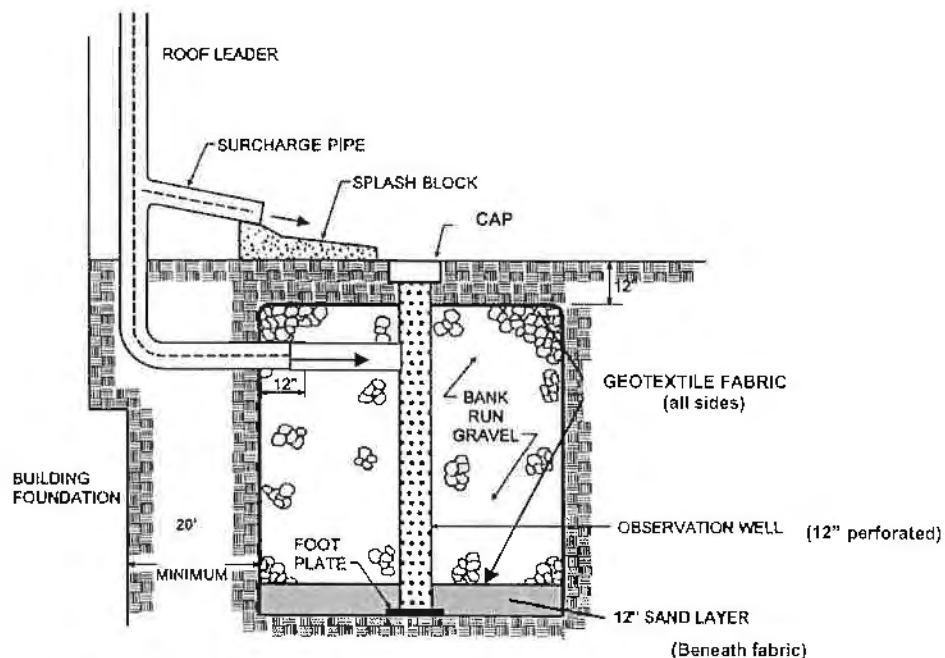 ROOF LEADER
SURCHARGE PIPE
SPLASH BLOCK
CAP
12"
12"
GEOTEXTILE FABRIC
(all sides)
BANK
RUN
GRAVEL
BUILDING
FOUNDATION
20'
MINIMUM
FOOT
PLATE
OBSERVATION WELL (12" perforated)
12" SAND LAYER
(Beneath fabric)